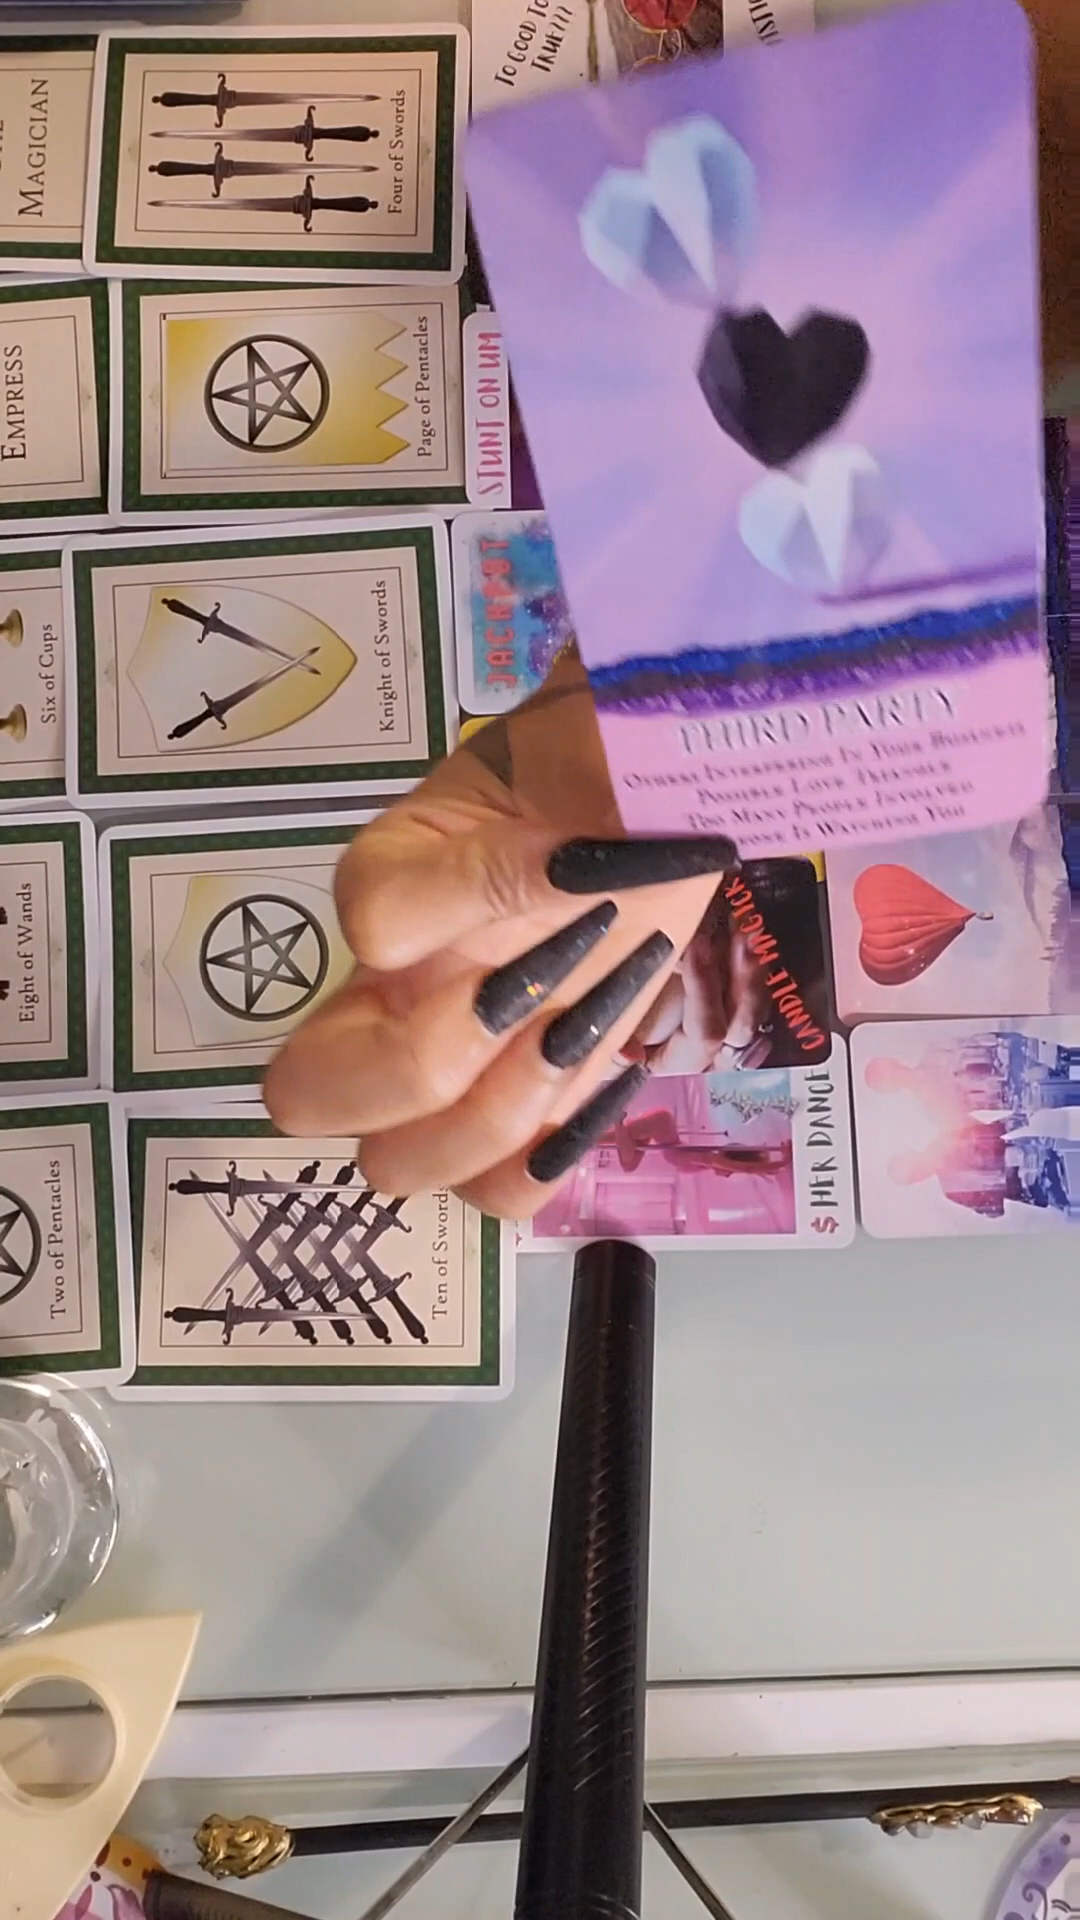 TO GOOD TO
TRUE???
MAGICIAN
Four of Swords
EMPRESS
Page of Pentacles
STUNT ON UM
Six of Cups
Knight of Swords
JACKPOT
THIRD PARTY
OTHERS INTERFERING IN YOUR BUSINESS
POSSIBLE LOVE TRIANGLE
TOO MANY PEOPLE INVOLVED
IS WATCHING YOU
Eight of Wands
CANDLE MAGICK
$ HER DANCE
Two of Pentacles
Ten of Swords